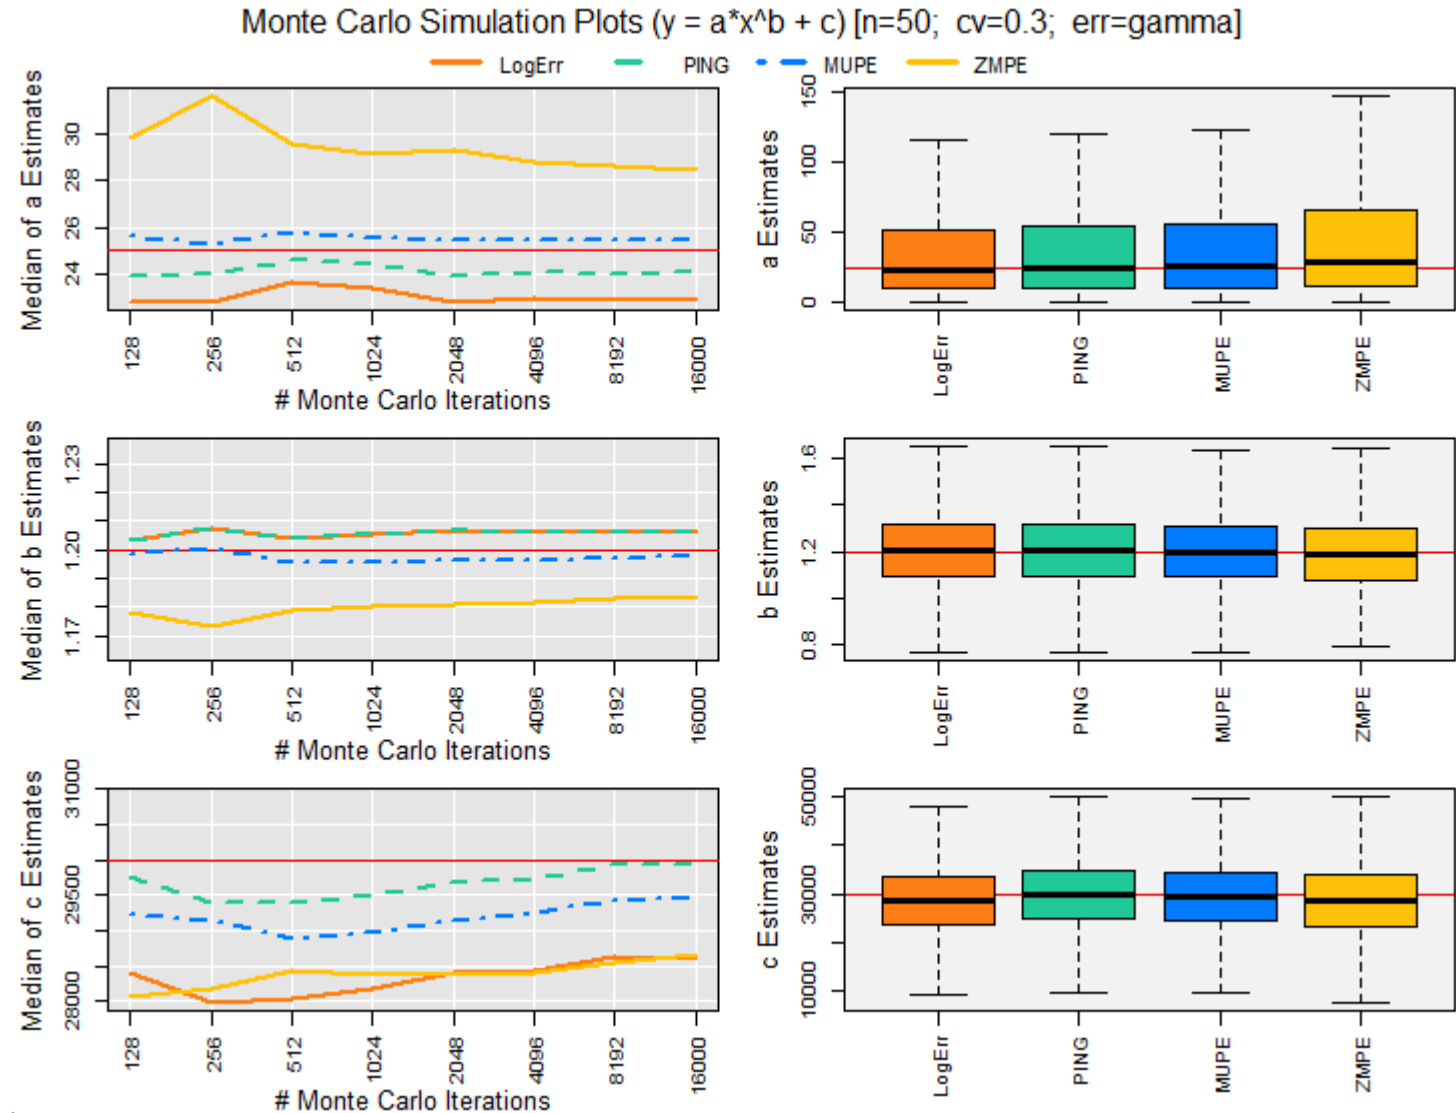 Monte Carlo Simulation Plots (y = a*x^b + c) [n=50; cv=0.3; err=gamma]
LogErr PING MUPE ZMPE
Median of a Estimates
30
28
26
24
128 256 512 1024 2048 4096 8192 16000
# Monte Carlo Iterations
a Estimates
150
100
50
0
LogErr PING MUPE ZMPE
Median of b Estimates
1.23
1.20
1.17
128 256 512 1024 2048 4096 8192 16000
# Monte Carlo Iterations
b Estimates
1.6
1.2
0.8
LogErr PING MUPE ZMPE
Median of c Estimates
31000
29500
28000
128 256 512 1024 2048 4096 8192 16000
# Monte Carlo Iterations
c Estimates
50000
30000
10000
LogErr PING MUPE ZMPE